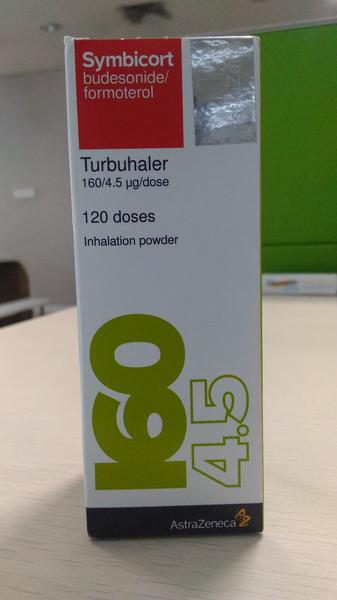 Symbicort
budesonide/
formoterol
Turbuhaler
160/4.5 µg/dose
120 doses
Inhalation powder
160
4.5
AstraZeneca